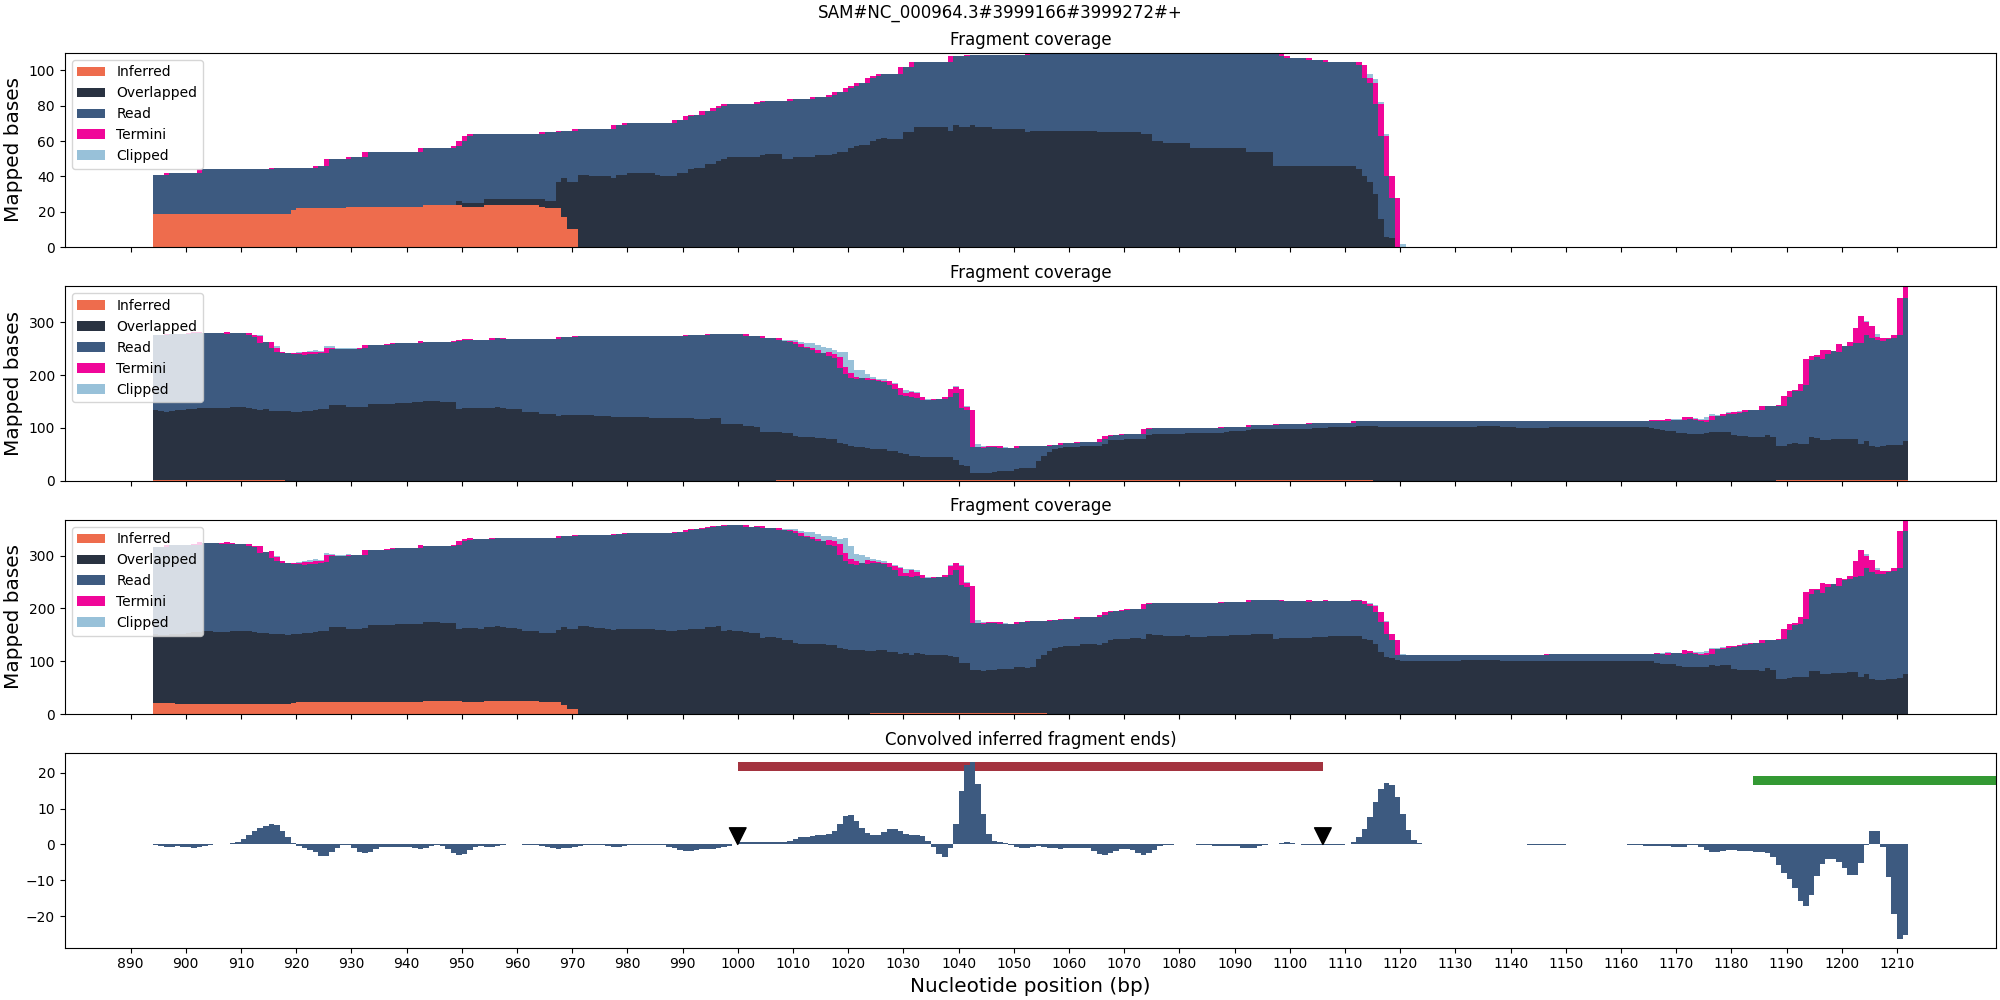 SAM#NC_000964.3#3999166#3999272#+
Fragment coverage
Mapped bases
100
80
60
40
20
0
Inferred
Overlapped
Read
Termini
Clipped
Fragment coverage
Mapped bases
300
200
100
0
Inferred
Overlapped
Read
Termini
Clipped
Fragment coverage
Mapped bases
300
200
100
0
Inferred
Overlapped
Read
Termini
Clipped
Convolved inferred fragment ends)
20
10
0
−10
−20
890 900 910 920 930 940 950 960 970 980 990 1000 1010 1020 1030 1040 1050 1060 1070 1080 1090 1100 1110 1120 1130 1140 1150 1160 1170 1180 1190 1200 1210
Nucleotide position (bp)